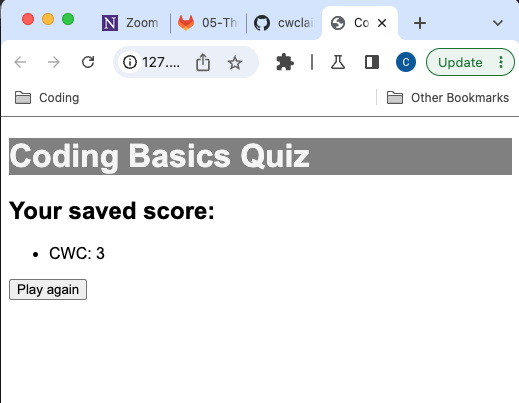 N Zoom 05-Th cwclai Co
127.... C Update
Coding Other Bookmarks
Coding Basics Quiz
Your saved score:
• CWC: 3
Play again